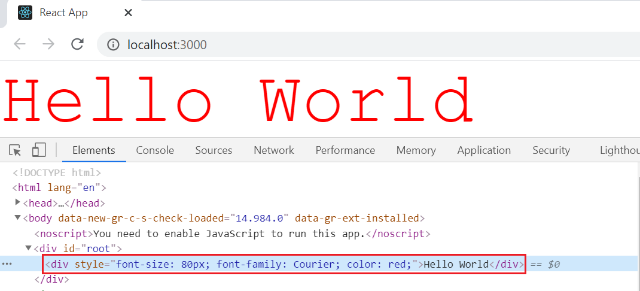 React App
localhost:3000
Hello World
Elements Console Sources Network Performance Memory Application Security Lighthou
<!DOCTYPE html>
<html lang="en">
<head>…</head>
<body data-new-gr-c-s-check-loaded="14.984.0" data-gr-ext-installed>
<noscript>You need to enable JavaScript to run this app.</noscript>
<div id="root">
<div style="font-size: 80px; font-family: Courier; color: red;">Hello World</div> == $0
</div>